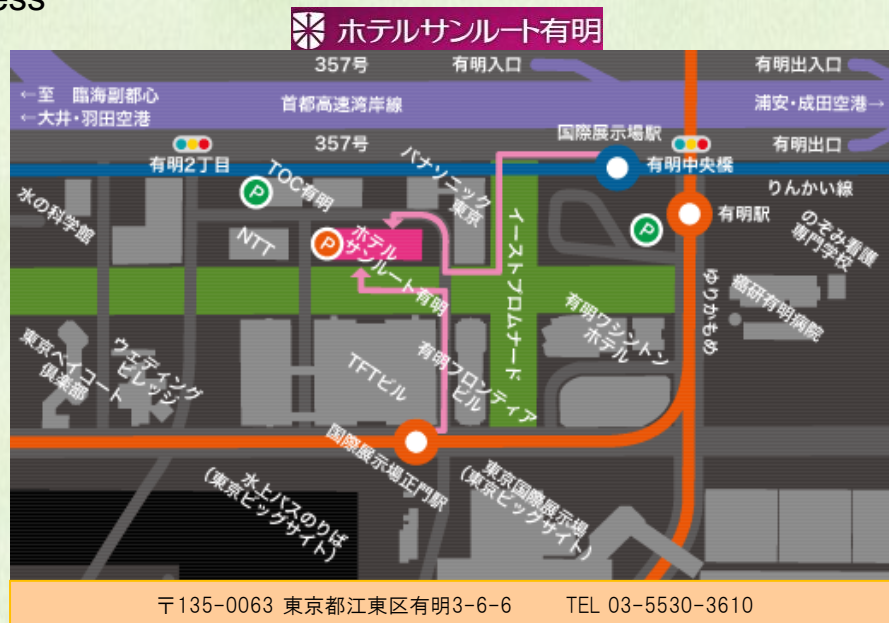 ess
ホテルサンルート有明
357号
有明入口
有明出入口
←至 臨海副都心
←大井・羽田空港
首都高速湾岸線
浦安・成田空港→
国際展示場駅
357号
有明出口
有明2丁目
有明中央橋
りんかい線
水の科学館
P
TOC有明
パナソニック
東京
イーストプロムナード
有明駅
のぞみ看護
専門学校
NTT
P
ホテル
サンルート有明
P
ゆりかもめ
癌研有明病院
有明ワシントン
ホテル
東京ベイコート
倶楽部
ウェディング
ビレッジ
TFTビル
有明フロンティア
ビル
国際展示場正門駅
水上バスのりば
(東京ビッグサイト)
東京国際展示場
(東京ビッグサイト)
〒135-0063 東京都江東区有明3-6-6 TEL 03-5530-3610